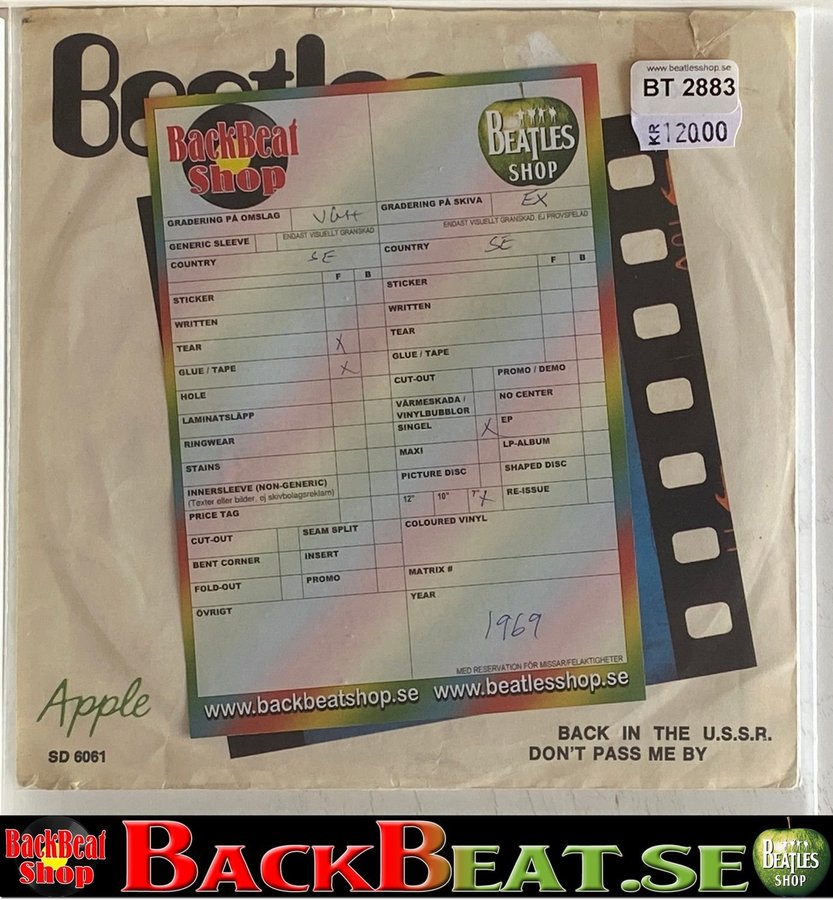 Beatles
www.beatlesshop.se
BT 2883
KR 120.00
BackBeat
Shop
BEATLES
SHOP
GRADERING PÅ OMSLAG
VG++
GRADERING PÅ SKIVA
EX
GENERIC SLEEVE
ENDAST VISUELLT GRANSKAD
ENDAST VISUELLT GRANSKAD, EJ PROVSPELAD
COUNTRY
SE
COUNTRY
SE
F B
F B
STICKER
STICKER
WRITTEN
WRITTEN
TEAR X
TEAR
GLUE / TAPE X
GLUE / TAPE
HOLE
CUT-OUT
PROMO / DEMO
LAMINATSLÄPP
VÄRMESKADA /
VINYLBUBBLOR
NO CENTER
RINGWEAR
SINGEL X
EP
STAINS
MAXI
LP-ALBUM
INNERSLEEVE (NON-GENERIC)
(Texter eller bilder, ej skivbolagsreklam)
PICTURE DISC
SHAPED DISC
PRICE TAG
12" 10" 7" X
RE-ISSUE
CUT-OUT
SEAM SPLIT
COLOURED VINYL
BENT CORNER
INSERT
FOLD-OUT
PROMO
MATRIX #
ÖVRIGT
YEAR
1969
MED RESERVATION FÖR MISSAR/FELAKTIGHETER
www.backbeatshop.se www.beatlesshop.se
Apple
SD 6061
BACK IN THE U.S.S.R.
DON'T PASS ME BY
BackBeat
Shop
BACKBEAT.SE
BEATLES
SHOP